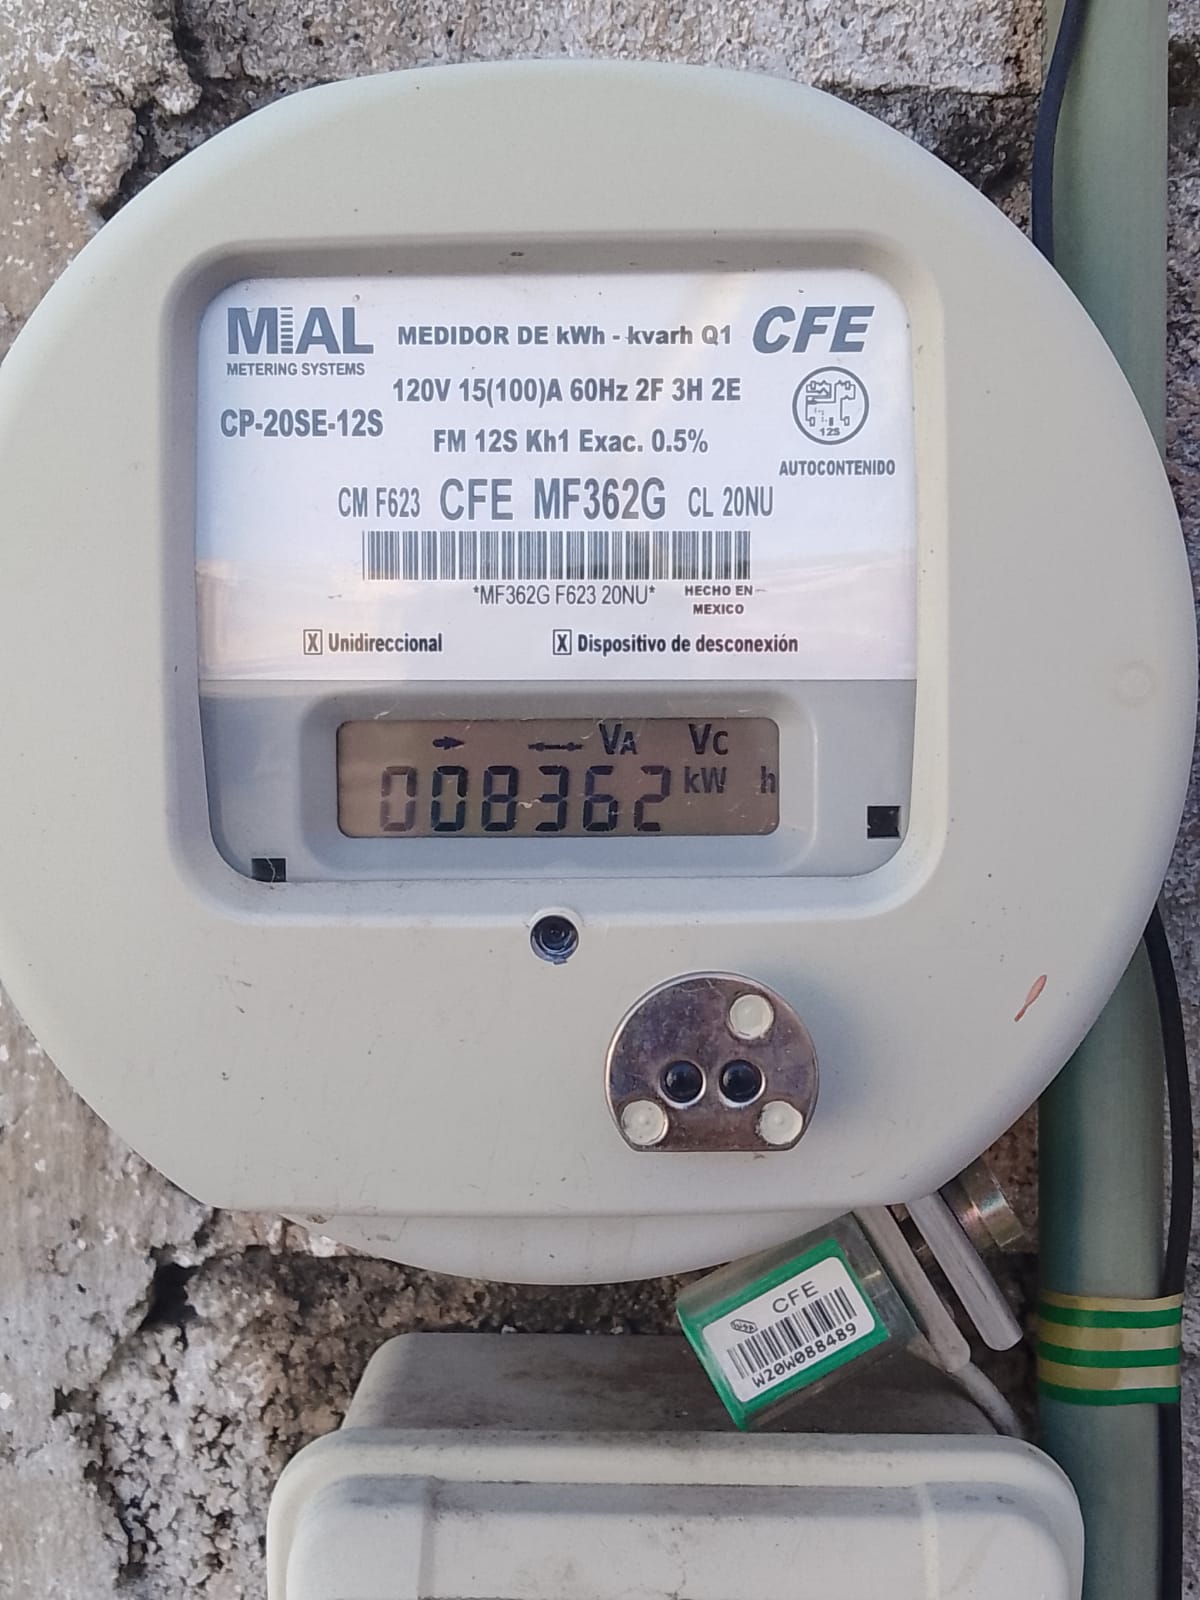 MIAL
METERING SYSTEMS
MEDIDOR DE kWh - kvarh Q1
CFE
120V 15(100)A 60Hz 2F 3H 2E
CP-20SE-12S
FM 12S Kh1 Exac. 0.5%
12S
AUTOCONTENIDO
CM F623 CFE MF362G CL 20NU
*MF362G F623 20NU*
HECHO EN
MEXICO
X Unidireccional
X Dispositivo de desconexión
VA VC
008362 kW h
CFE
W20W088489